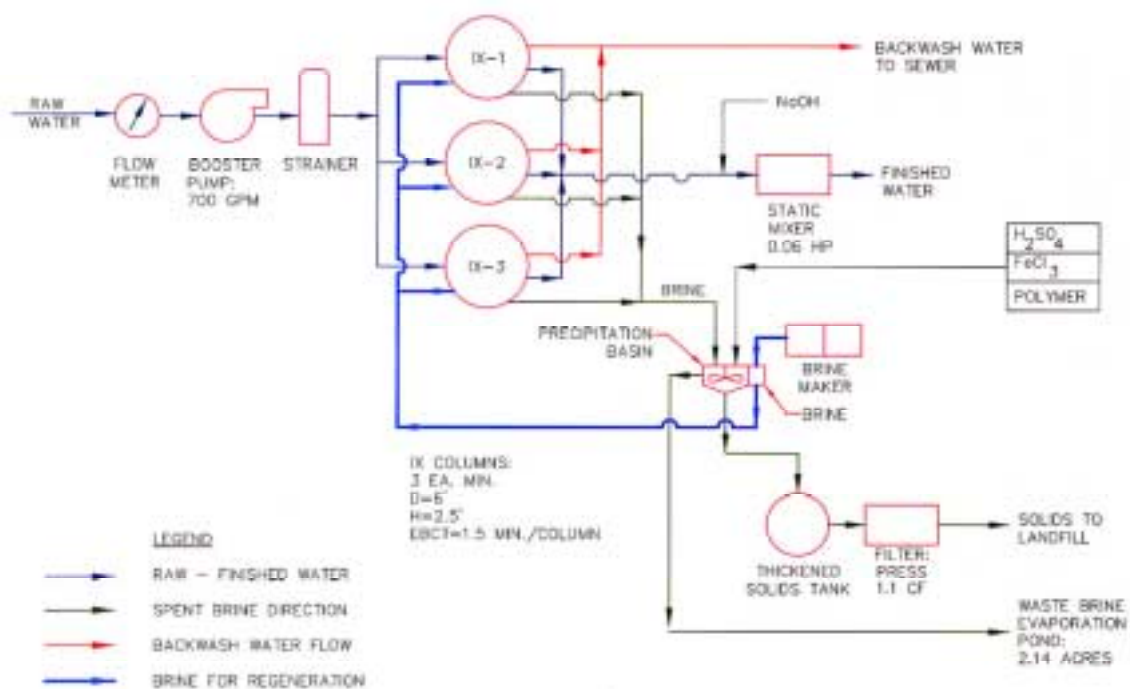 RAW
WATER
FLOW
METER
BOOSTER
PUMP:
700 GPM
STRAINER
IX-1
IX-2
IX-3
BACKWASH WATER
TO SEWER
NaOH
FINISHED
WATER
STATIC
MIXER
0.06 HP
H2SO4
FeCl3
POLYMER
BRINE
PRECIPITATION
BASIN
BRINE
MAKER
BRINE
IX COLUMNS:
3 EA. MIN.
D=6'
H=2.5'
EBCT=1.5 MIN./COLUMN
THICKENED
SOLIDS TANK
FILTER:
PRESS
1.1 CF
SOLIDS TO
LANDFILL
WASTE BRINE
EVAPORATION
POND:
2.14 ACRES
LEGEND
RAW - FINISHED WATER
SPENT BRINE DIRECTION
BACKWASH WATER FLOW
BRINE FOR REGENERATION